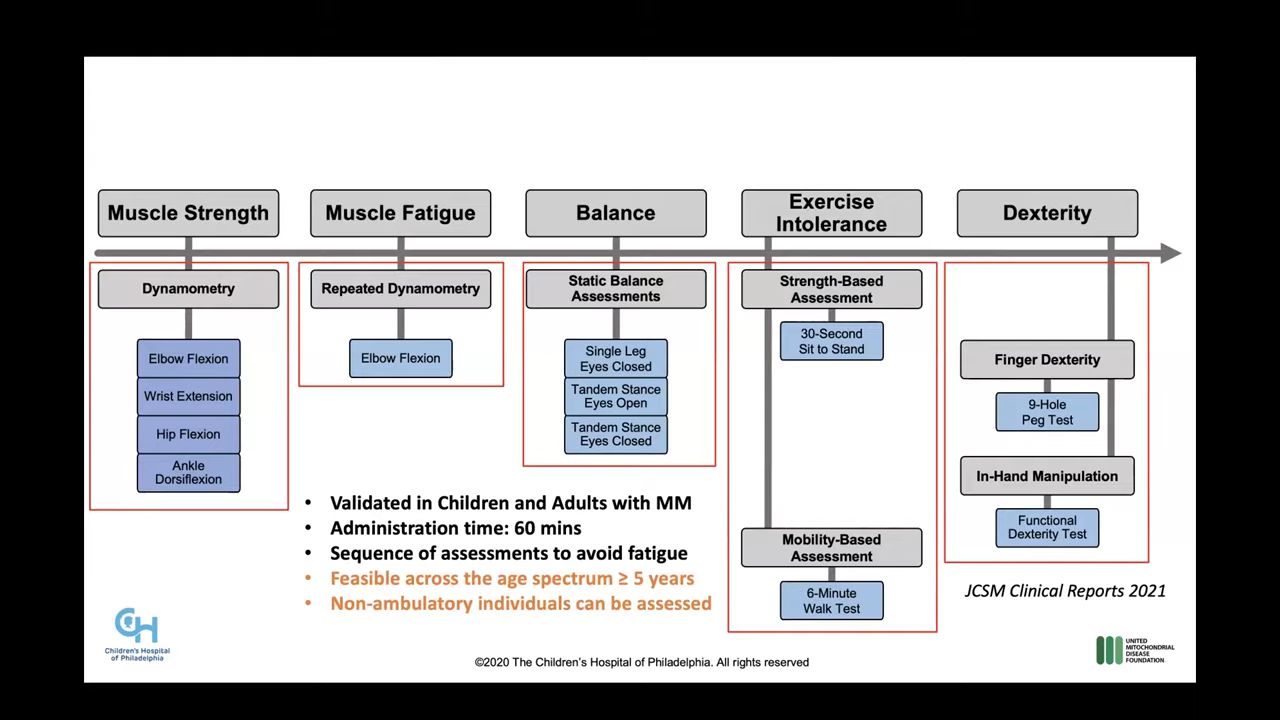 Muscle Strength
Muscle Fatigue
Balance
Exercise
Intolerance
Dexterity
Dynamometry
Elbow Flexion
Wrist Extension
Hip Flexion
Ankle
Dorsiflexion
Repeated Dynamometry
Elbow Flexion
Static Balance
Assessments
Single Leg
Eyes Closed
Tandem Stance
Eyes Open
Tandem Stance
Eyes Closed
Strength-Based
Assessment
30-Second
Sit to Stand
Mobility-Based
Assessment
6-Minute
Walk Test
Finger Dexterity
9-Hole
Peg Test
In-Hand Manipulation
Functional
Dexterity Test
• Validated in Children and Adults with MM
• Administration time: 60 mins
• Sequence of assessments to avoid fatigue
• Feasible across the age spectrum ≥ 5 years
• Non-ambulatory individuals can be assessed
JCSM Clinical Reports 2021
CH
Children's Hospital
of Philadelphia
©2020 The Children's Hospital of Philadelphia. All rights reserved
UNITED
MITOCHONDRIAL
DISEASE
FOUNDATION